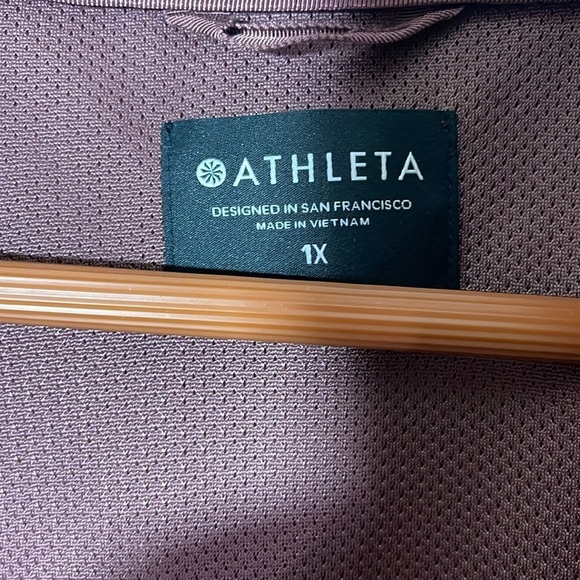 ATHLETA
DESIGNED IN SAN FRANCISCO
MADE IN VIETNAM
1X